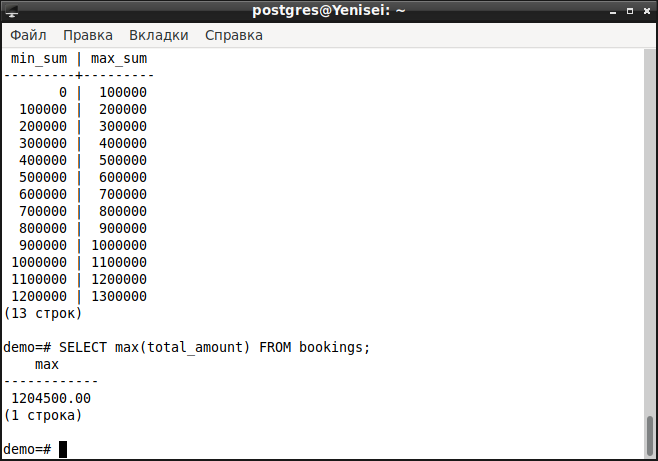 postgres@Yenisei: ~
Файл Правка Вкладки Справка
 min_sum | max_sum
---------+---------
       0 |  100000
  100000 |  200000
  200000 |  300000
  300000 |  400000
  400000 |  500000
  500000 |  600000
  600000 |  700000
  700000 |  800000
  800000 |  900000
  900000 | 1000000
 1000000 | 1100000
 1100000 | 1200000
 1200000 | 1300000
(13 строк)
demo=# SELECT max(total_amount) FROM bookings;
    max
------------
 1204500.00
(1 строка)
demo=#